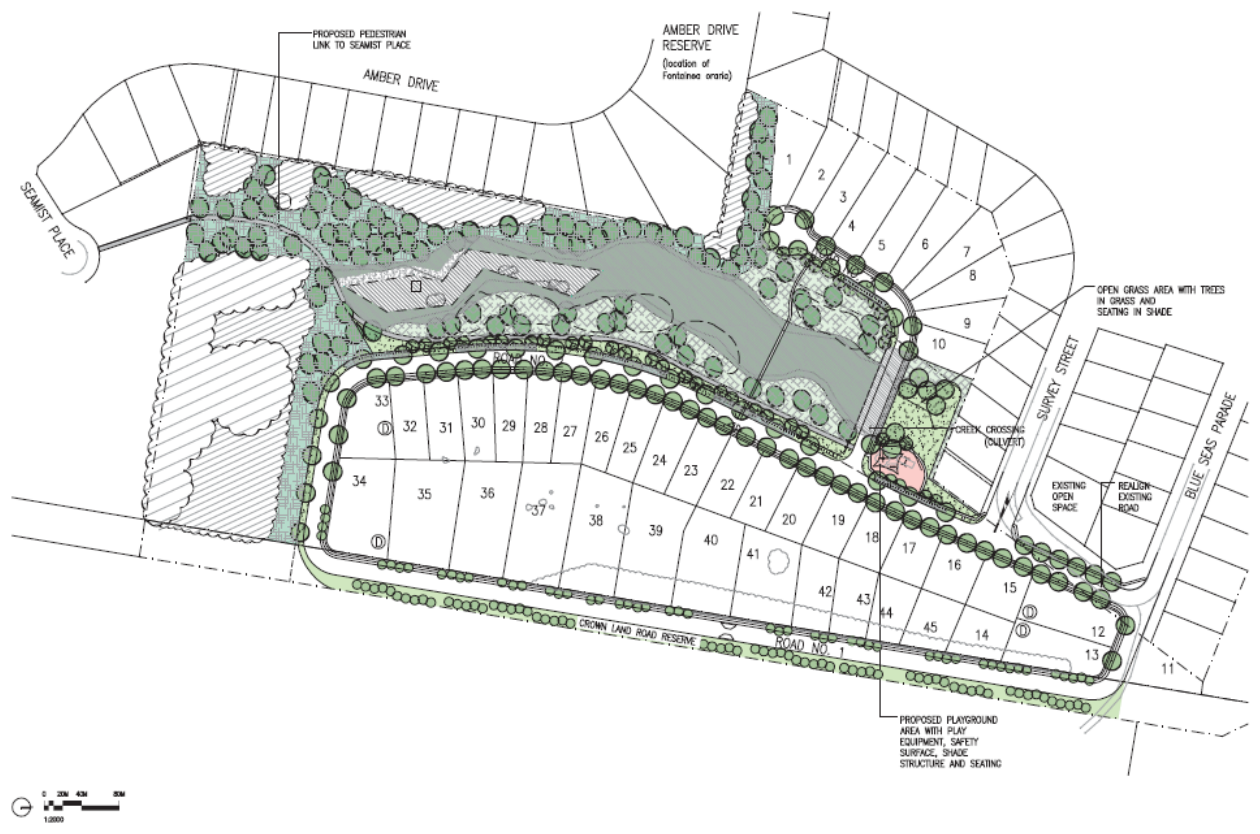 PROPOSED PEDESTRIAN
LINK TO SEAMIST PLACE
AMBER DRIVE
RESERVE
(location of
Fontainea oraria)
AMBER DRIVE
SEAMIST PLACE
1
2
3
4
5
6
7
8
9
10
OPEN GRASS AREA WITH TREES
IN GRASS AND
SEATING IN SHADE
SURVEY STREET
BLUE SEAS PARADE
CREEK CROSSING
(CULVERT)
EXISTING
OPEN
SPACE
REALIGN
EXISTING
ROAD
ROAD NO.
33
D
32
31
30
29
28
27
26
25
24
23
22
21
20
19
18
17
16
15
D
12
34
D
35
36
37
38
39
40
41
42
43
44
45
14
D
13
11
CROWN LAND ROAD RESERVE
ROAD NO. 1
PROPOSED PLAYGROUND
AREA WITH PLAY
EQUIPMENT, SAFETY
SURFACE, SHADE
STRUCTURE AND SEATING
0 20M 40M 80M
1:2000